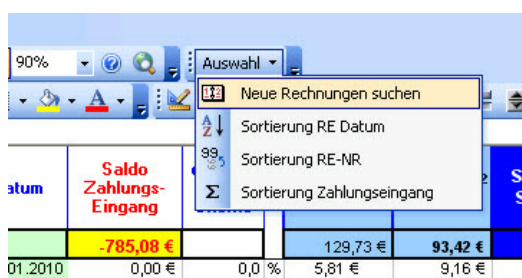 90% Auswahl
Neue Rechnungen suchen
Sortierung RE Datum
Sortierung RE-NR
Sortierung Zahlungseingang
Saldo
Zahlungs-
Eingang
atum
-785,08 € 129,73 € 93,42 €
01.2010 0,00 € 0,0 % 5,81 € 9,16 €